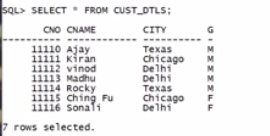 SQL> SELECT * FROM CUST_DTLS;
CNO CNAME CITY G
---------- -------------------- ---------- -
11110 Ajay Texas M
11111 Kiran Chicago M
11112 vinod Delhi M
11113 Madhu Delhi M
11114 Rocky Texas M
11115 Ching Fu Chicago F
11116 Sonali Delhi F
7 rows selected.